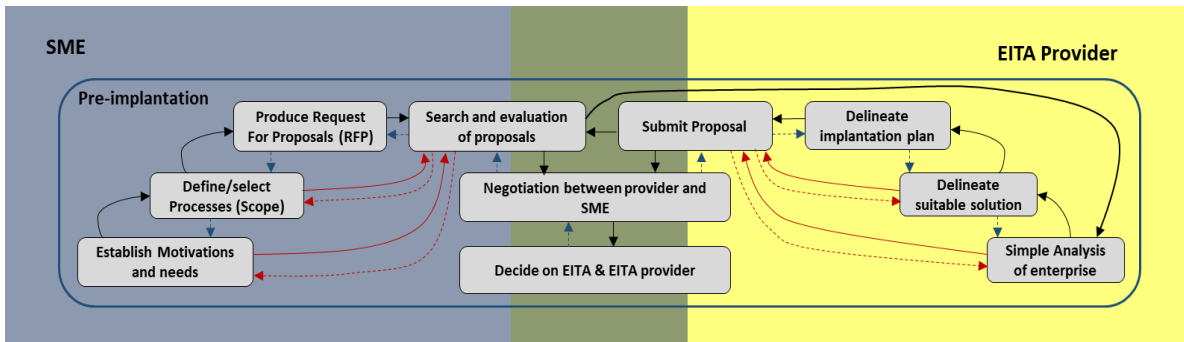 SME
EITA Provider
Pre-implantation
Produce Request
For Proposals (RFP)
Search and evaluation
of proposals
Submit Proposal
Delineate
implantation plan
Define/select
Processes (Scope)
Negotiation between provider and
SME
Delineate
suitable solution
Establish Motivations
and needs
Decide on EITA & EITA provider
Simple Analysis
of enterprise